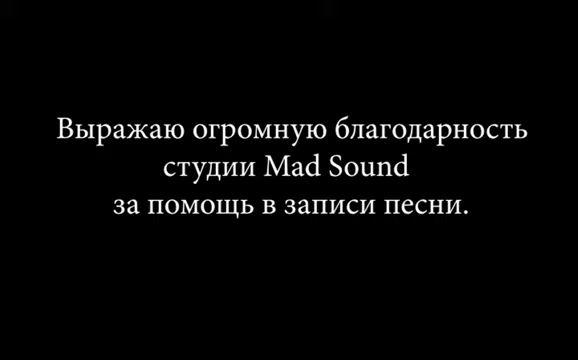 Выражаю огромную благодарность
студии Mad Sound
за помощь в записи песни.